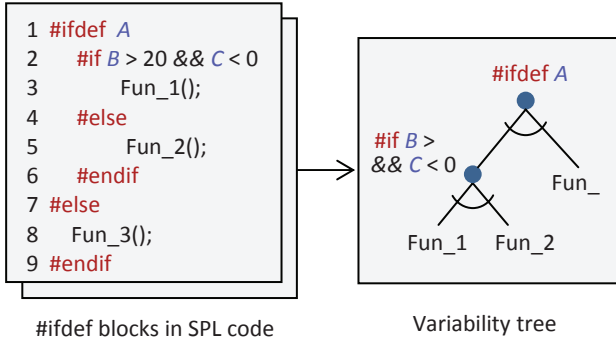 1 #ifdef A
2 #if B > 20 && C < 0
3 Fun_1();
4 #else
5 Fun_2();
6 #endif
7 #else
8 Fun_3();
9 #endif
#ifdef blocks in SPL code
#ifdef A
#if B >
&& C < 0
Fun_
Fun_1 Fun_2
Variability tree